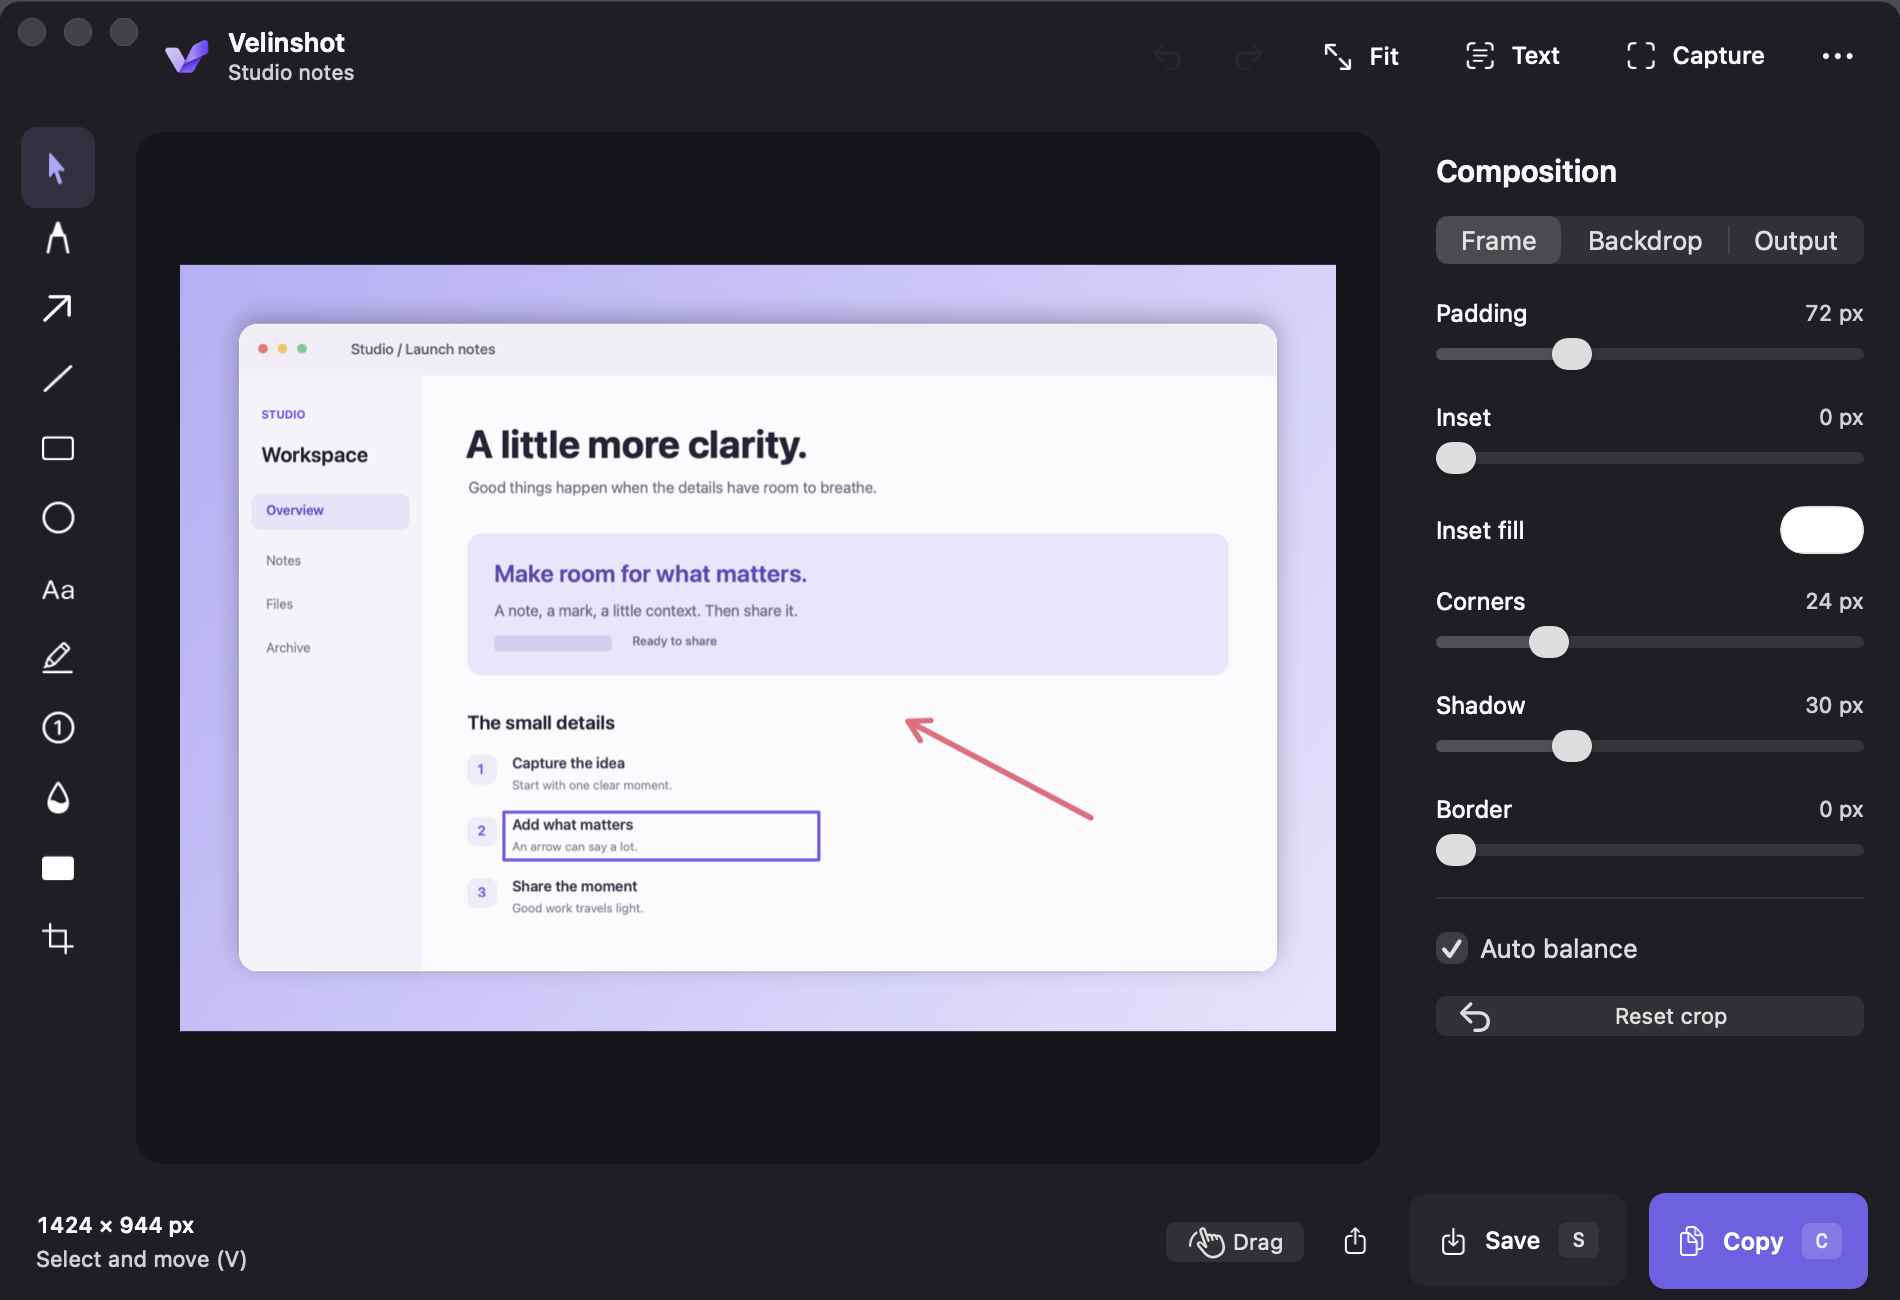 Velinshot
Studio notes
Fit
Text
Capture
Aa
1
Studio / Launch notes
STUDIO
Workspace
Overview
Notes
Files
Archive
A little more clarity.
Good things happen when the details have room to breathe.
Make room for what matters.
A note, a mark, a little context. Then share it.
Ready to share
The small details
1
Capture the idea
Start with one clear moment.
2
Add what matters
An arrow can say a lot.
3
Share the moment
Good work travels light.
Composition
Frame
Backdrop
Output
Padding 72 px
Inset 0 px
Inset fill
Corners 24 px
Shadow 30 px
Border 0 px
Auto balance
Reset crop
1424 × 944 px
Select and move (V)
Drag
Save S
Copy C